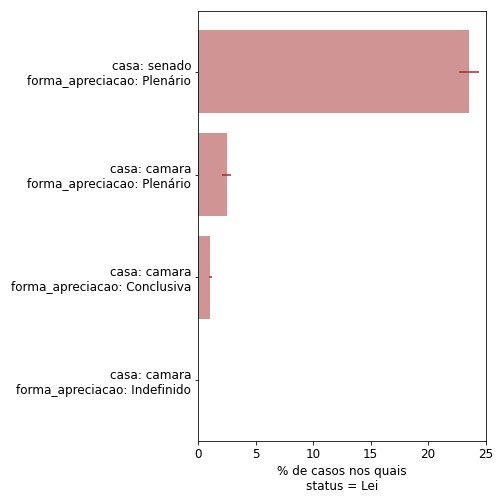 casa: senado
forma_apreciacao: Plenário
casa: camara
forma_apreciacao: Plenário
casa: camara
forma_apreciacao: Conclusiva
casa: camara
forma_apreciacao: Indefinido
0 5 10 15 20 25
% de casos nos quais
status = Lei